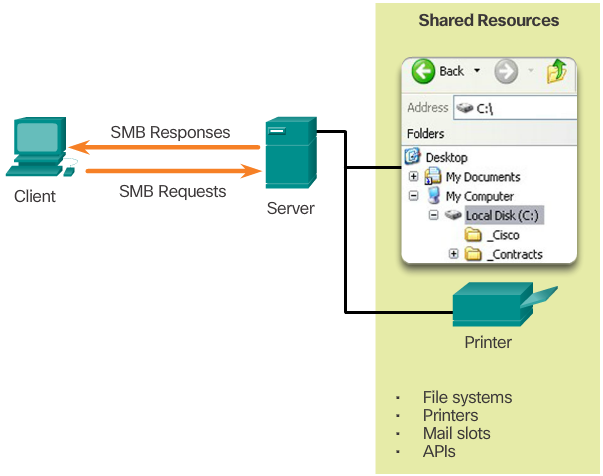 Shared Resources
Back
Address C:\
Folders
Desktop
My Documents
My Computer
Local Disk (C:)
_Cisco
_Contracts
SMB Responses
SMB Requests
Client
Server
Printer
· File systems
· Printers
· Mail slots
· APIs